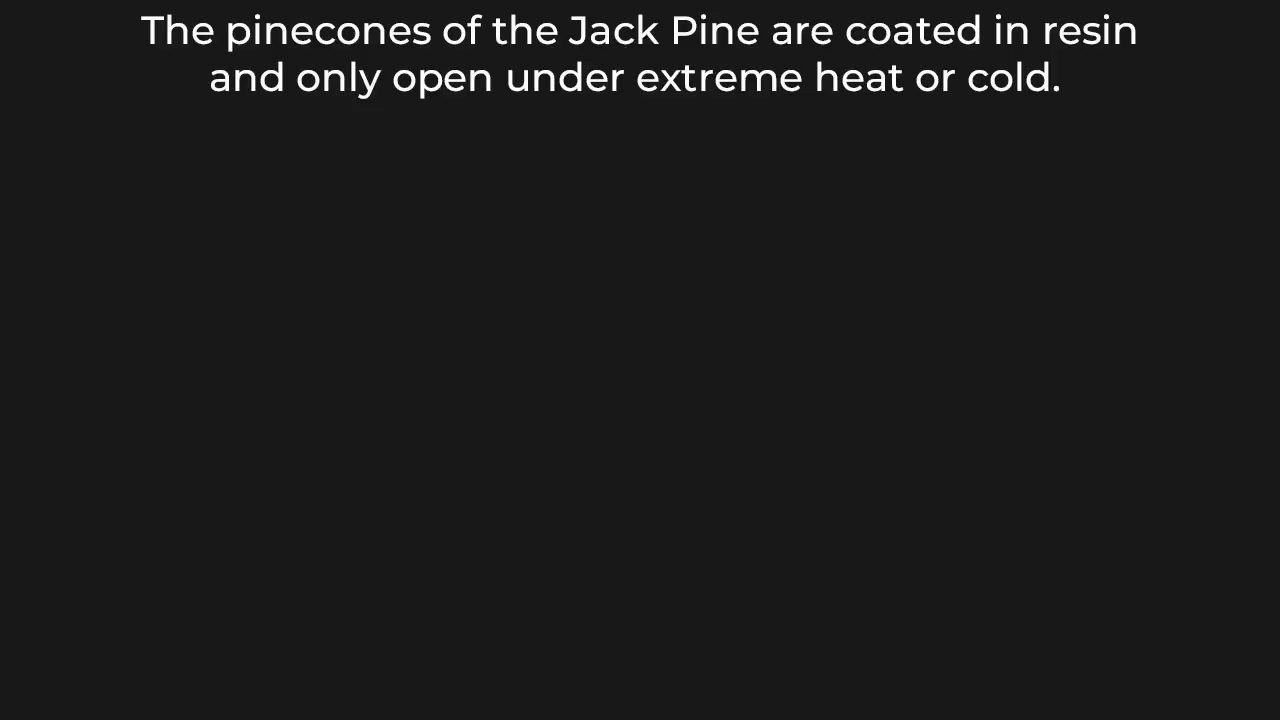 The pinecones of the Jack Pine are coated in resin
and only open under extreme heat or cold.